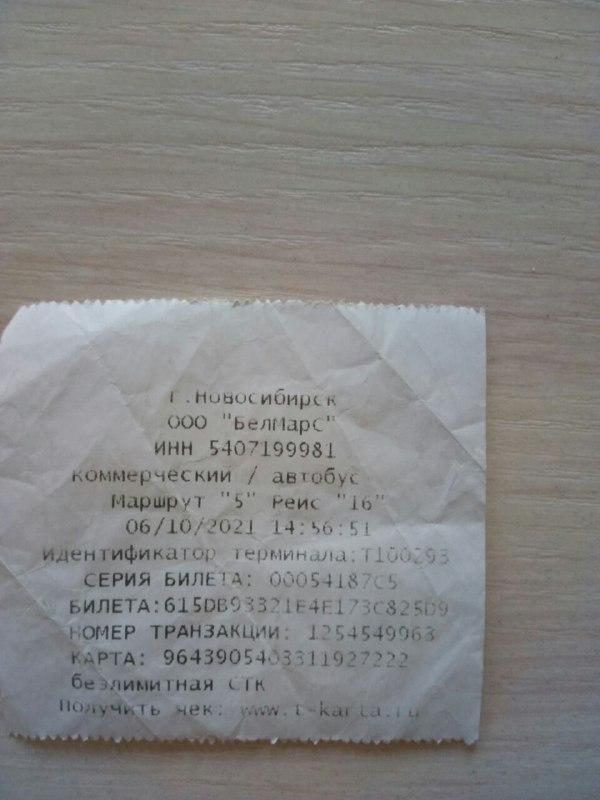 г.Новосибирск
ООО "БелМарс"
ИНН 5407199981
коммерческий / автобус
Маршрут "5" Рейс "16"
06/10/2021 14:56:51
идентификатор терминала:T100293
СЕРИЯ БИЛЕТА: 00054187C5
БИЛЕТА:615DB93321E4E173C825D9
НОМЕР ТРАНЗАКЦИИ: 1254549963
КАРТА: 9643905403311927222
безлимитная СТК
Получить чек: www.t-karta.ru